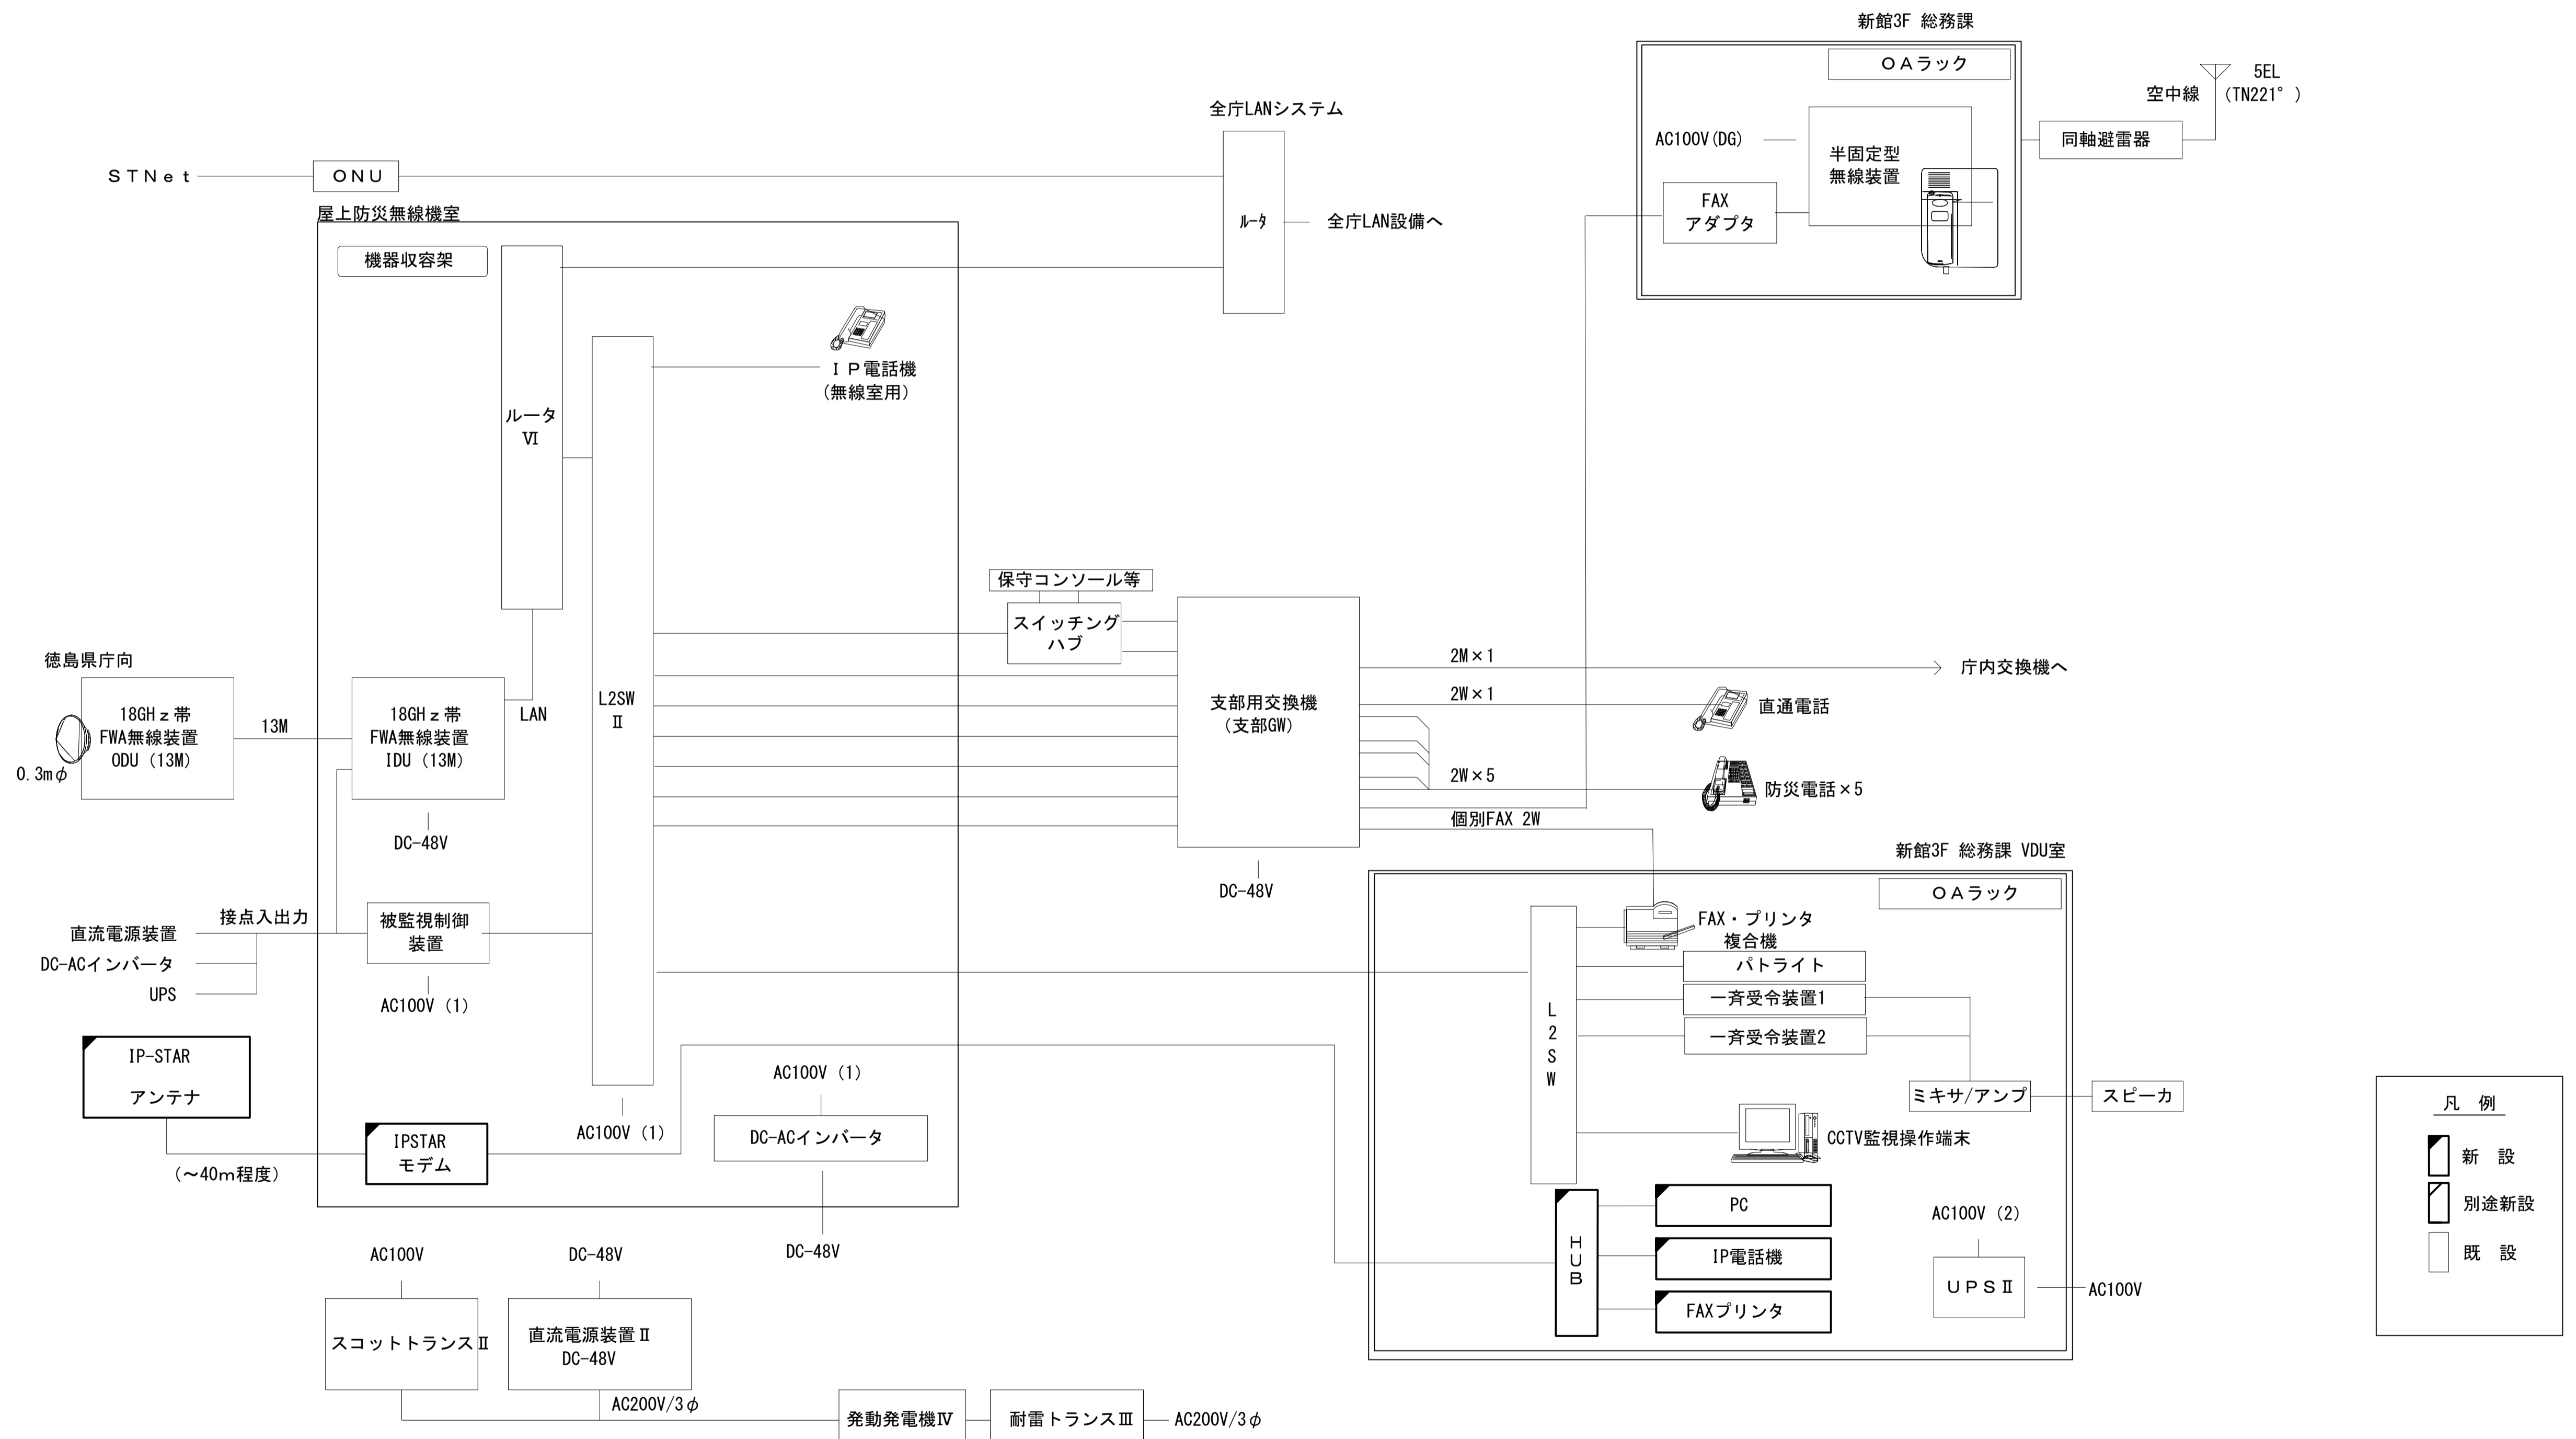 新館3F 総務課
OAラック
5EL
空中線
(TN221°)
AC100V(DG)
半固定型
無線装置
同軸避雷器
FAX
アダプタ
全庁LANシステム
STNet
ONU
ルータ
全庁LAN設備へ
屋上防災無線機室
機器収容架
IP電話機
(無線室用)
ルータ
Ⅵ
保守コンソール等
スイッチング
ハブ
徳島県庁向
18GHz帯
FWA無線装置
ODU (13M)
0.3mφ
13M
18GHz帯
FWA無線装置
IDU (13M)
LAN
DC-48V
L2SW
Ⅱ
支部用交換機
(支部GW)
DC-48V
2M×1
庁内交換機へ
2W×1
直通電話
2W×5
防災電話×5
個別FAX 2W
新館3F 総務課 VDU室
OAラック
接点入出力
直流電源装置
DC-ACインバータ
UPS
被監視制御
装置
AC100V (1)
L
2
S
W
FAX・プリンタ
複合機
パトライト
一斉受令装置1
一斉受令装置2
ミキサ/アンプ
スピーカ
CCTV監視操作端末
IP-STAR
アンテナ
(～40m程度)
IPSTAR
モデム
AC100V (1)
AC100V (1)
DC-ACインバータ
DC-48V
H
U
B
PC
IP電話機
FAXプリンタ
AC100V (2)
UPSⅡ
AC100V
凡 例
新 設
別途新設
既 設
AC100V
スコットトランスⅡ
DC-48V
直流電源装置Ⅱ
DC-48V
AC200V/3φ
発動発電機Ⅳ
耐雷トランスⅢ
AC200V/3φ